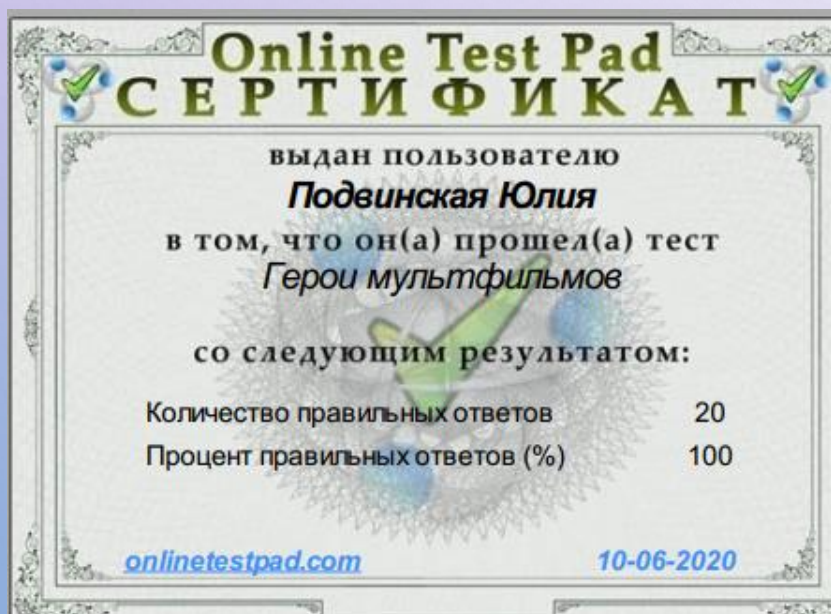 Online Test Pad
СЕРТИФИКАТ
выдан пользователю
Подвинская Юлия
в том, что он(а) прошел(а) тест
Герои мультфильмов
со следующим результатом:
Количество правильных ответов 20
Процент правильных ответов (%) 100
onlinetestpad.com 10-06-2020